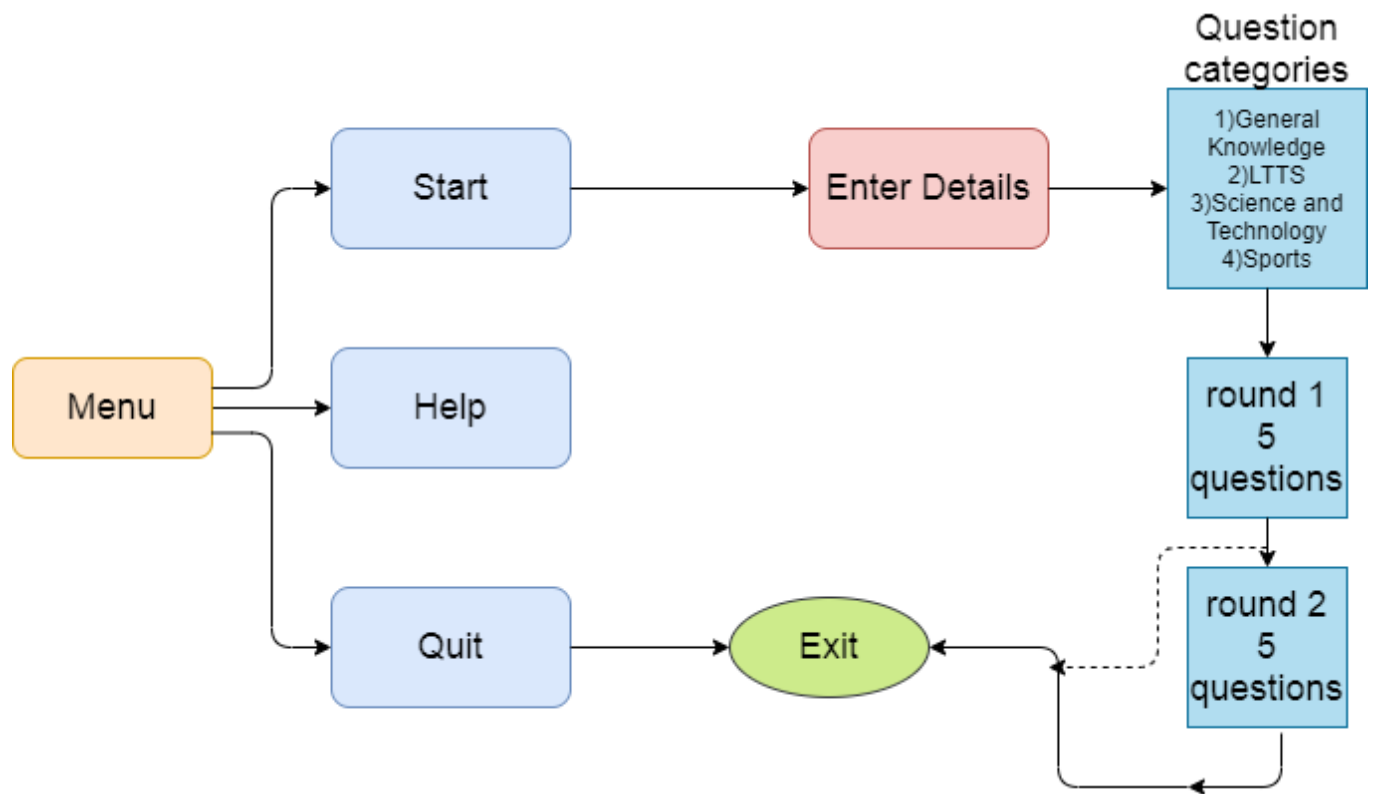 Question
categories
1)General
Knowledge
2)LTTS
3)Science and
Technology
4)Sports
Start
Enter Details
Menu
Help
round 1
5
questions
Quit
Exit
round 2
5
questions